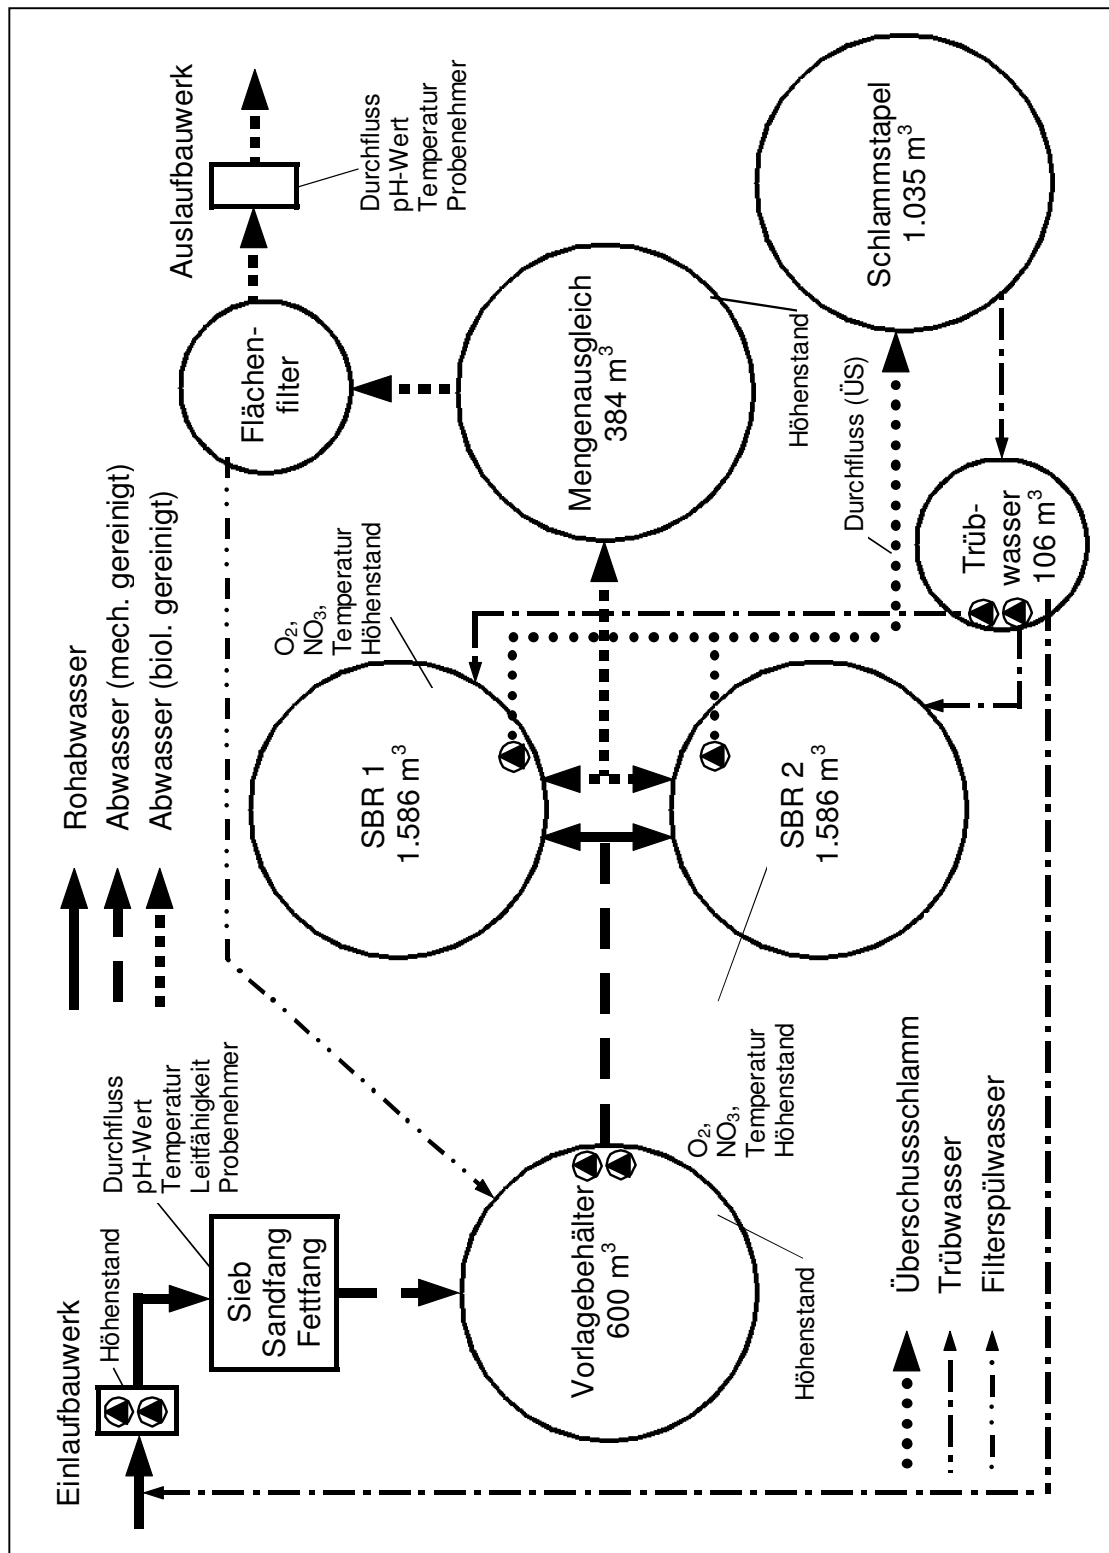 Einlaufbauwerk
Höhenstand
Durchfluss
pH-Wert
Temperatur
Leitfähigkeit
Probenehmer
Sieb
Sandfang
Fettfang
Rohabwasser
Abwasser (mech. gereinigt)
Abwasser (biol. gereinigt)
Auslaufbauwerk
Durchfluss
pH-Wert
Temperatur
Probenehmer
Flächen-
filter
O₂,
NO₃,
Temperatur
Höhenstand
SBR 1
1.586 m³
Vorlagebehälter
600 m³
Höhenstand
Mengenausgleich
384 m³
Höhenstand
O₂,
NO₃,
Temperatur
Höhenstand
SBR 2
1.586 m³
Durchfluss (ÜS)
Schlammstapel
1.035 m³
Trüb-
wasser
106 m³
Überschussschlamm
Trübwasser
Filterspülwasser